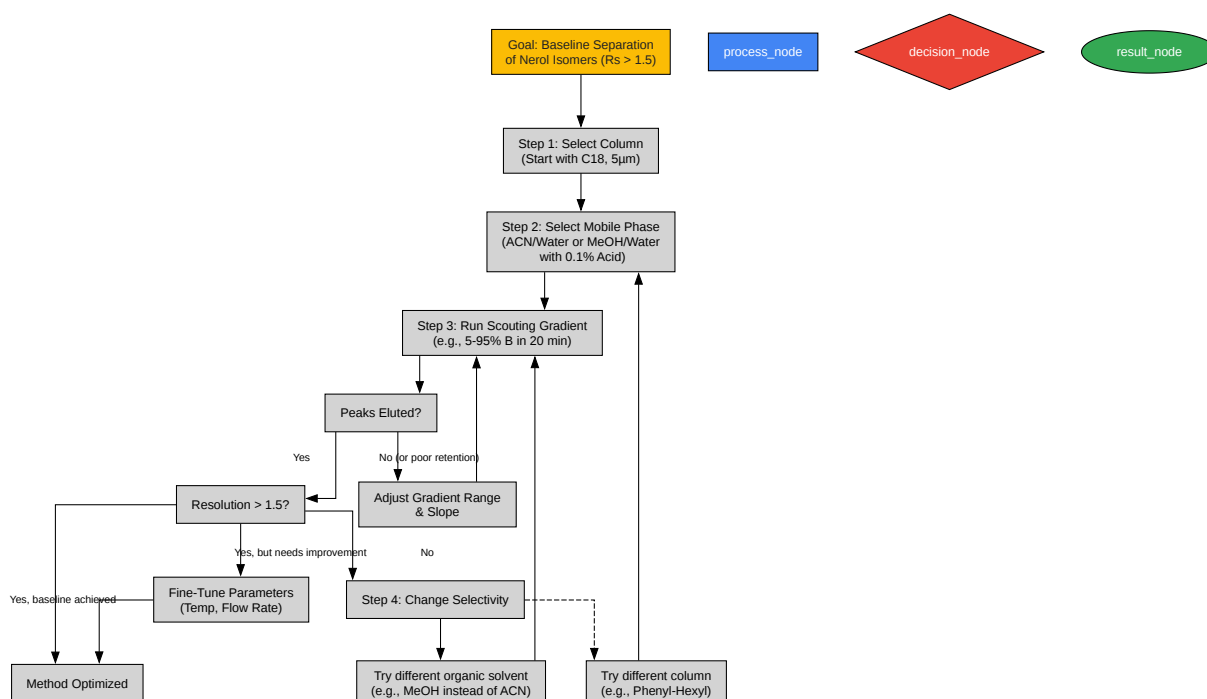 Goal: Baseline Separation
of Nerol Isomers (Rs > 1.5)
process_node
decision_node
result_node
Step 1: Select Column
(Start with C18, 5µm)
Step 2: Select Mobile Phase
(ACN/Water or MeOH/Water
with 0.1% Acid)
Step 3: Run Scouting Gradient
(e.g., 5-95% B in 20 min)
Peaks Eluted?
Yes
No (or poor retention)
Resolution > 1.5?
Adjust Gradient Range
& Slope
Yes, but needs improvement
No
Yes, baseline achieved
Fine-Tune Parameters
(Temp, Flow Rate)
Step 4: Change Selectivity
Method Optimized
Try different organic solvent
(e.g., MeOH instead of ACN)
Try different column
(e.g., Phenyl-Hexyl)